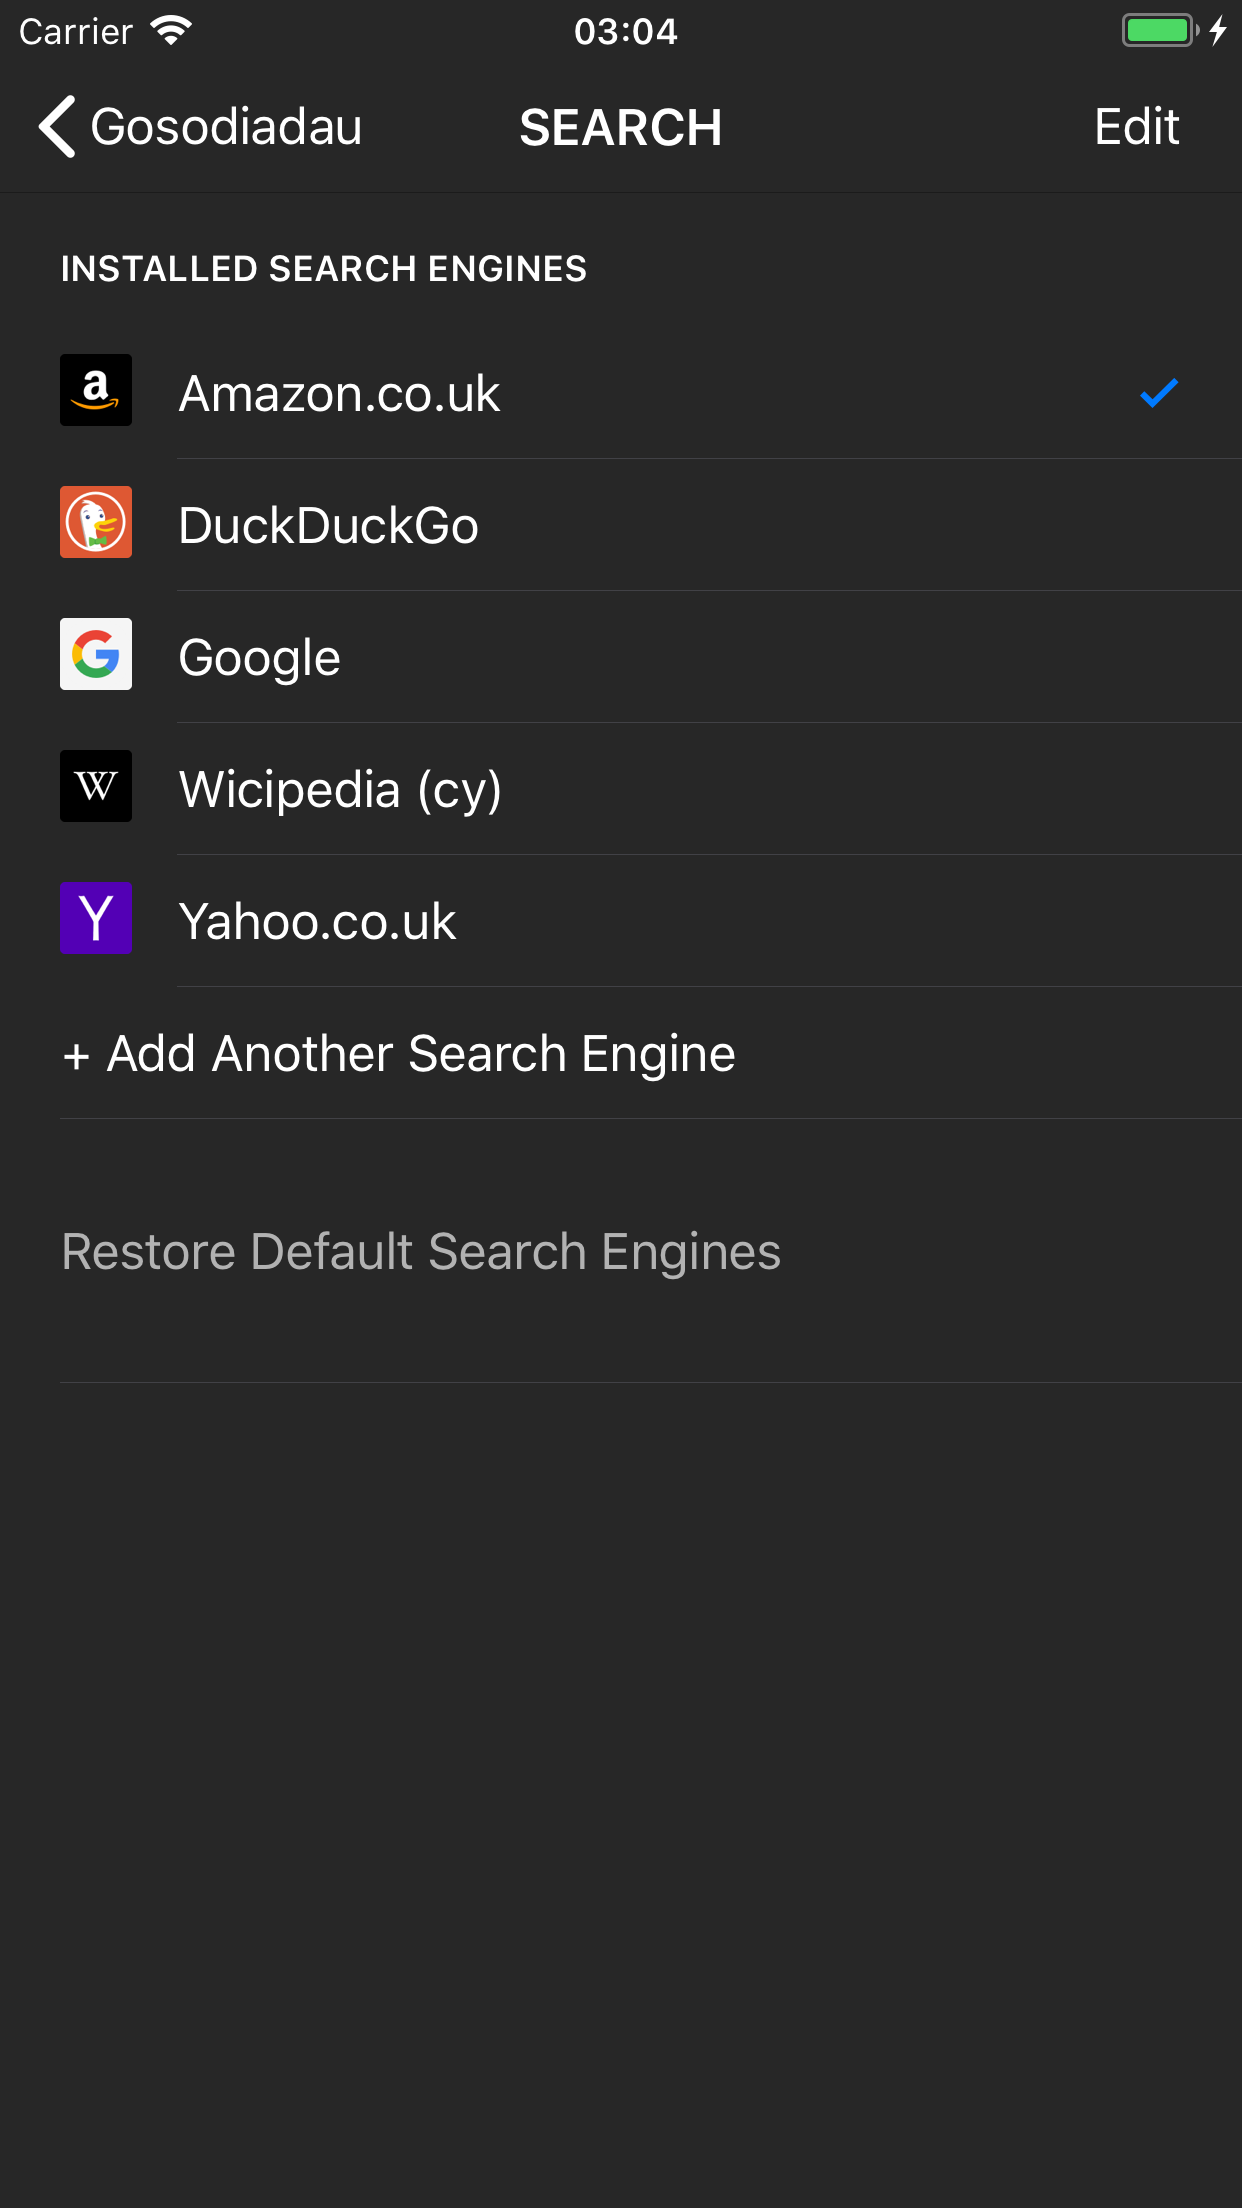 Carrier 03:04
Gosodiadau SEARCH Edit
INSTALLED SEARCH ENGINES
a Amazon.co.uk
DuckDuckGo
G Google
W Wicipedia (cy)
Y Yahoo.co.uk
+ Add Another Search Engine
Restore Default Search Engines